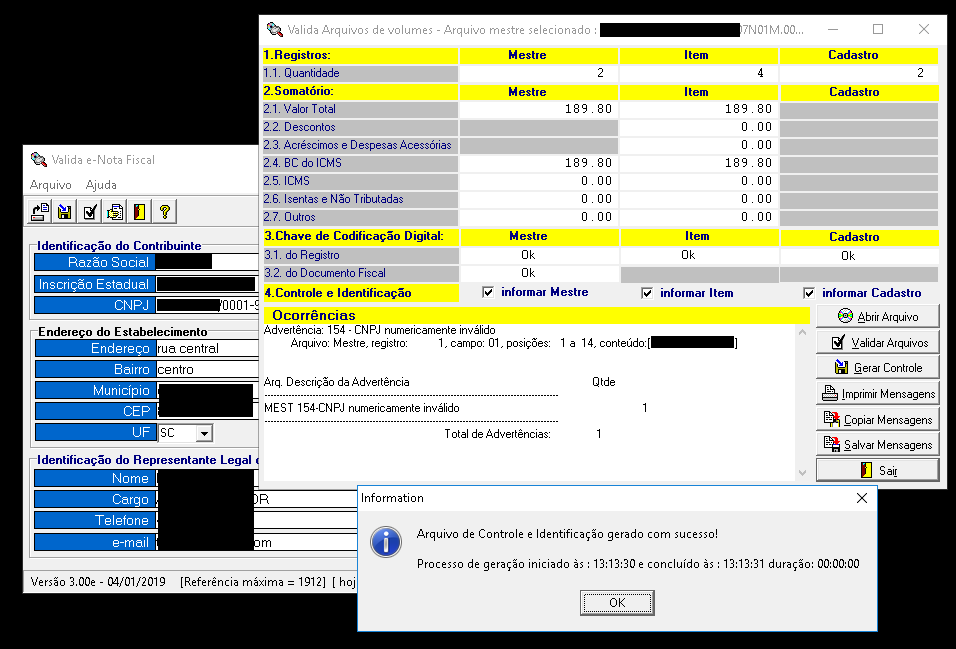 Valida Arquivos de volumes - Arquivo mestre selecionado : 07N01M.00...
1.Registros: Mestre Item Cadastro
1.1. Quantidade 2 4 2
2.Somatório: Mestre Item Cadastro
2.1. Valor Total 189.80 189.80
2.2. Descontos 0.00
2.3. Acréscimos e Despesas Acessórias 0.00
2.4. BC do ICMS 189.80 189.80
2.5. ICMS 0.00 0.00
2.6. Isentas e Não Tributadas 0.00 0.00
2.7. Outros 0.00 0.00
3.Chave de Codificação Digital: Mestre Item Cadastro
3.1. do Registro Ok Ok Ok
3.2. do Documento Fiscal Ok
4.Controle e Identificação informar Mestre informar Item informar Cadastro
Ocorrências
Advertência: 154 - CNPJ numericamente inválido
Arquivo: Mestre, registro: 1, campo: 01, posições: 1 a 14, conteúdo:[ ]
Arq. Descrição da Advertência Qtde
MEST 154-CNPJ numericamente inválido 1
Total de Advertências: 1
Abrir Arquivo
Validar Arquivos
Gerar Controle
Imprimir Mensagens
Copiar Mensagens
Salvar Mensagens
Sair
Valida e-Nota Fiscal
Arquivo Ajuda
Identificação do Contribuinte
Razão Social
Inscrição Estadual
CNPJ /0001-9
Endereço do Estabelecimento
Endereço rua central
Bairro centro
Município
CEP
UF SC
Identificação do Representante Legal
Nome
Cargo OR
Telefone
e-mail om
Versão 3.00e - 04/01/2019 [Referência máxima = 1912] [ hoj
Information
Arquivo de Controle e Identificação gerado com sucesso!
Processo de geração iniciado às : 13:13:30 e concluído às : 13:13:31 duração: 00:00:00
OK